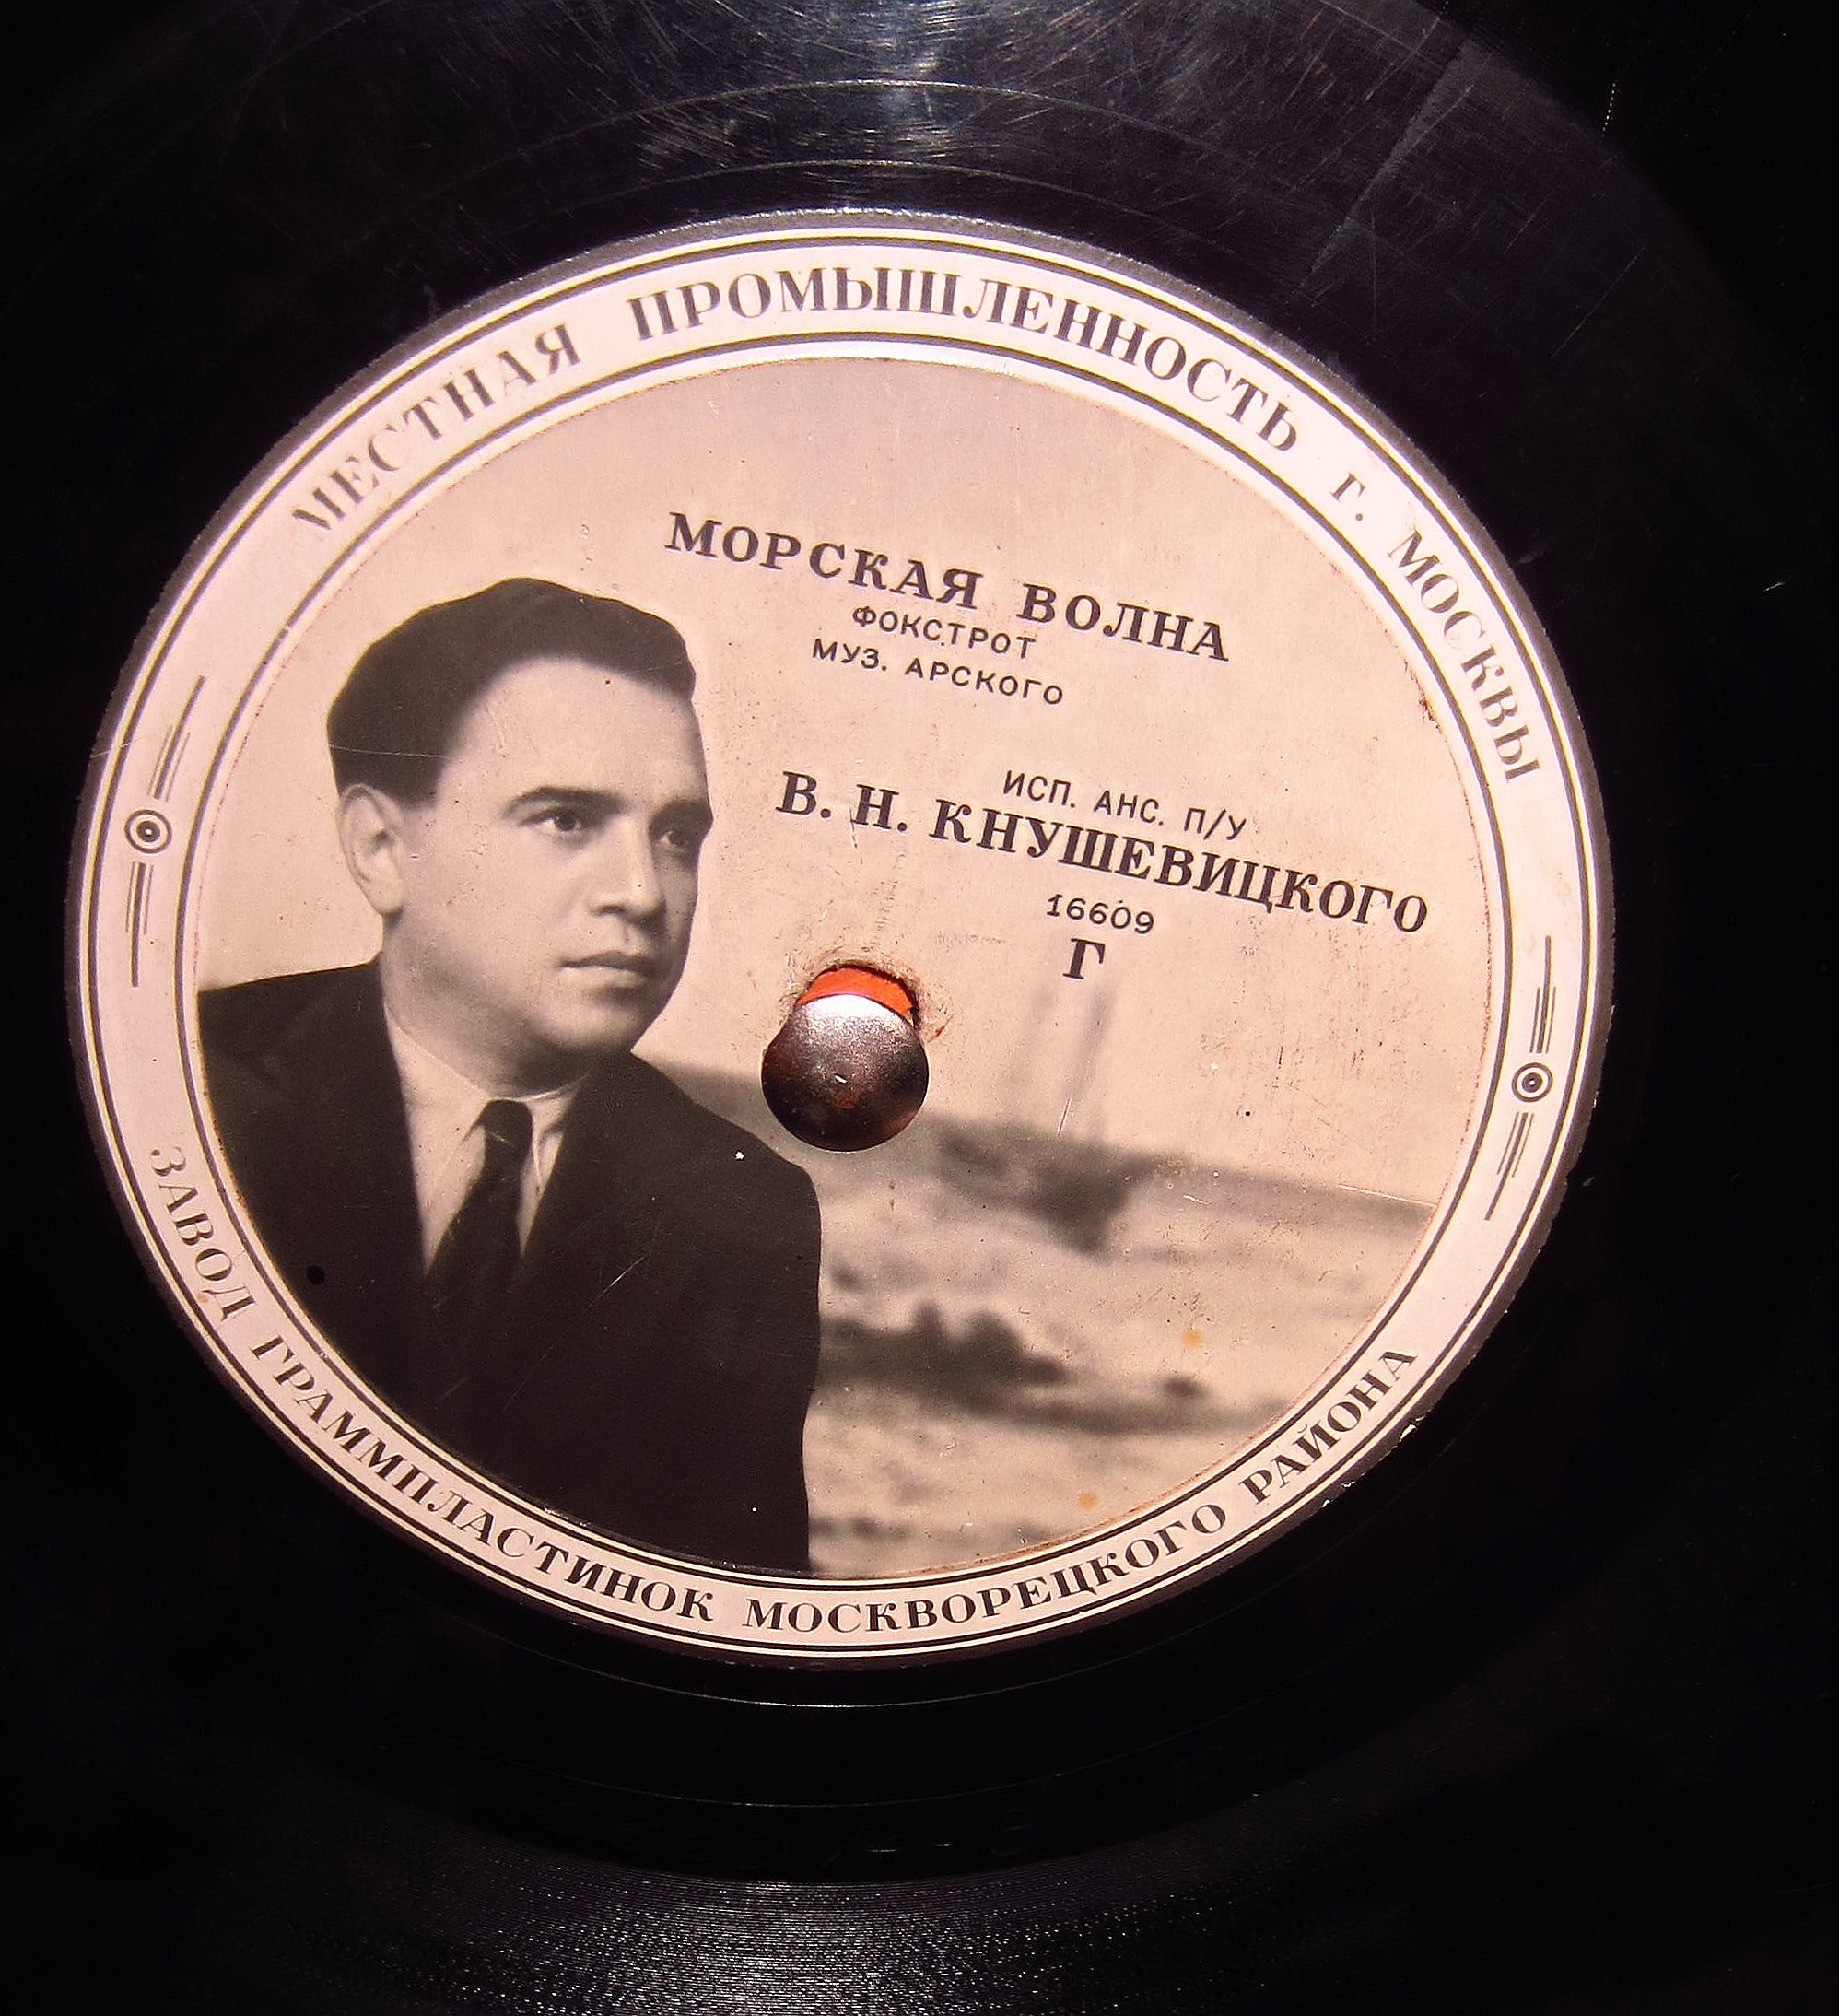 МЕСТНАЯ ПРОМЫШЛЕННОСТЬ Г. МОСКВЫ
МОРСКАЯ ВОЛНА
ФОКСТРОТ
МУЗ. АРСКОГО
ИСП. АНС. П/У
В. Н. КНУШЕВИЦКОГО
16609
Г
ЗАВОД ГРАММПЛАСТИНОК МОСКВОРЕЦКОГО РАЙОНА